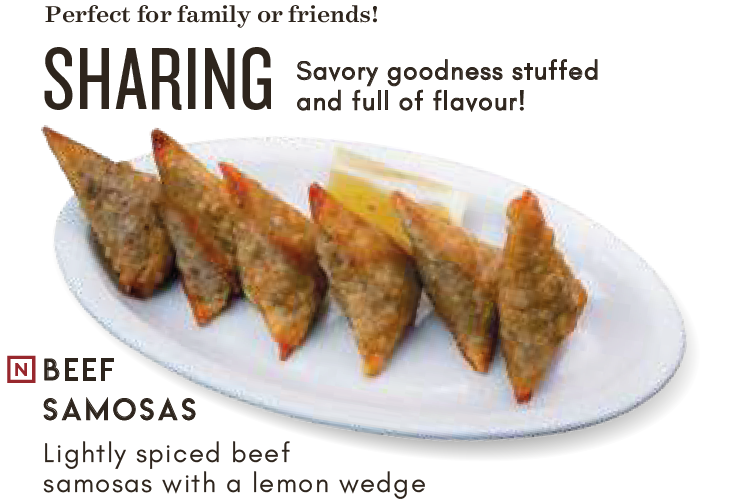 Perfect for family or friends!
SHARING
Savory goodness stuffed
and full of flavour!
N BEEF
SAMOSAS
Lightly spiced beef
samosas with a lemon wedge